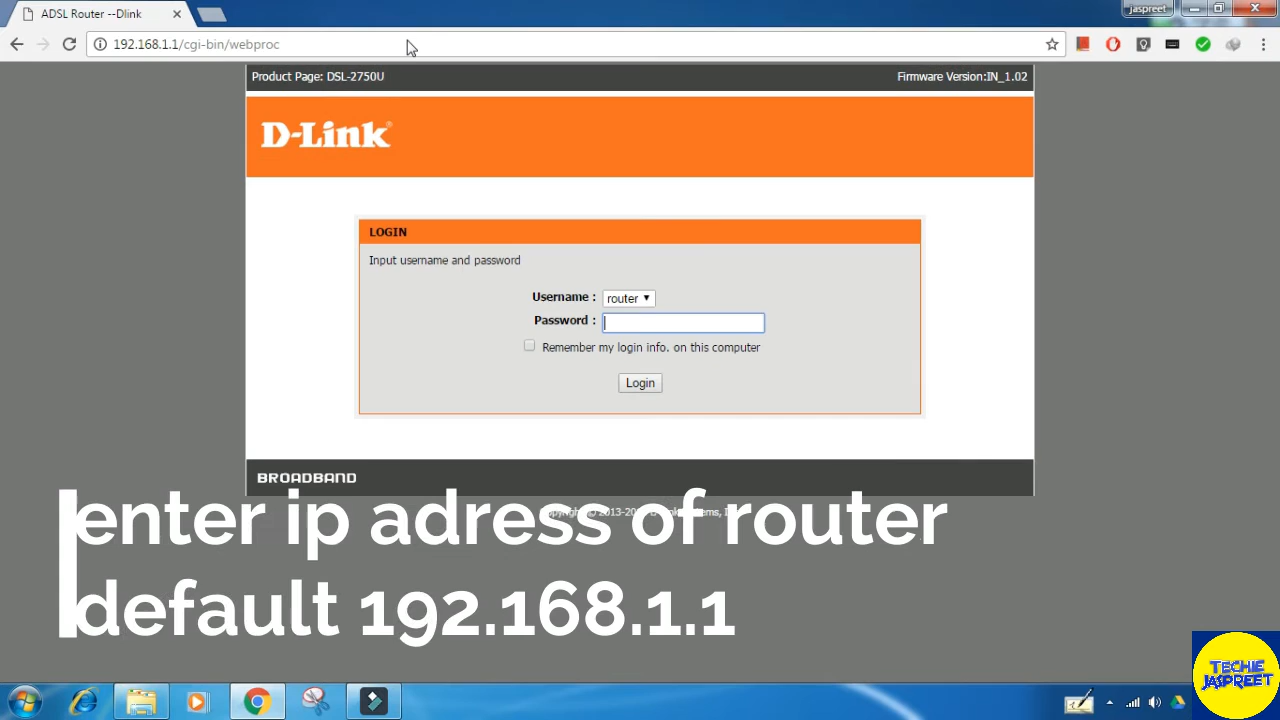 ADSL Router --Dlink
jaspreet
192.168.1.1/cgi-bin/webproc
Product Page: DSL-2750U
Firmware Version:IN_1.02
D-Link®
LOGIN
Input username and password
Username :
router
Password :
Remember my login info. on this computer
Login
BROADBAND
enter ip adress of router
default 192.168.1.1
TECHIE
JASPREET